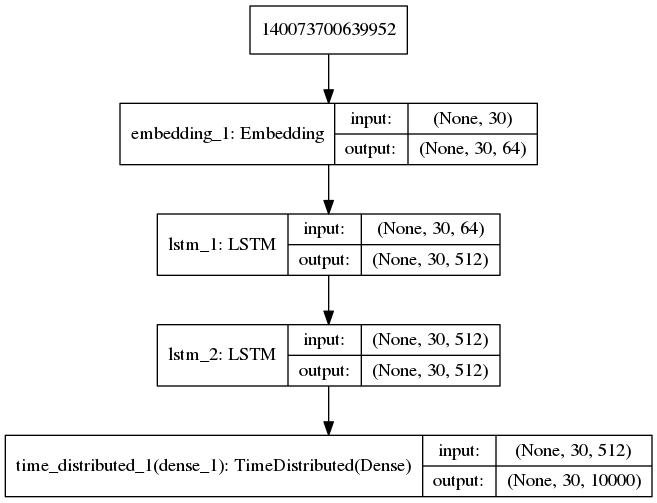 140073700639952
embedding_1: Embedding
input:
(None, 30)
output:
(None, 30, 64)
lstm_1: LSTM
input:
(None, 30, 64)
output:
(None, 30, 512)
lstm_2: LSTM
input:
(None, 30, 512)
output:
(None, 30, 512)
time_distributed_1(dense_1): TimeDistributed(Dense)
input:
(None, 30, 512)
output:
(None, 30, 10000)